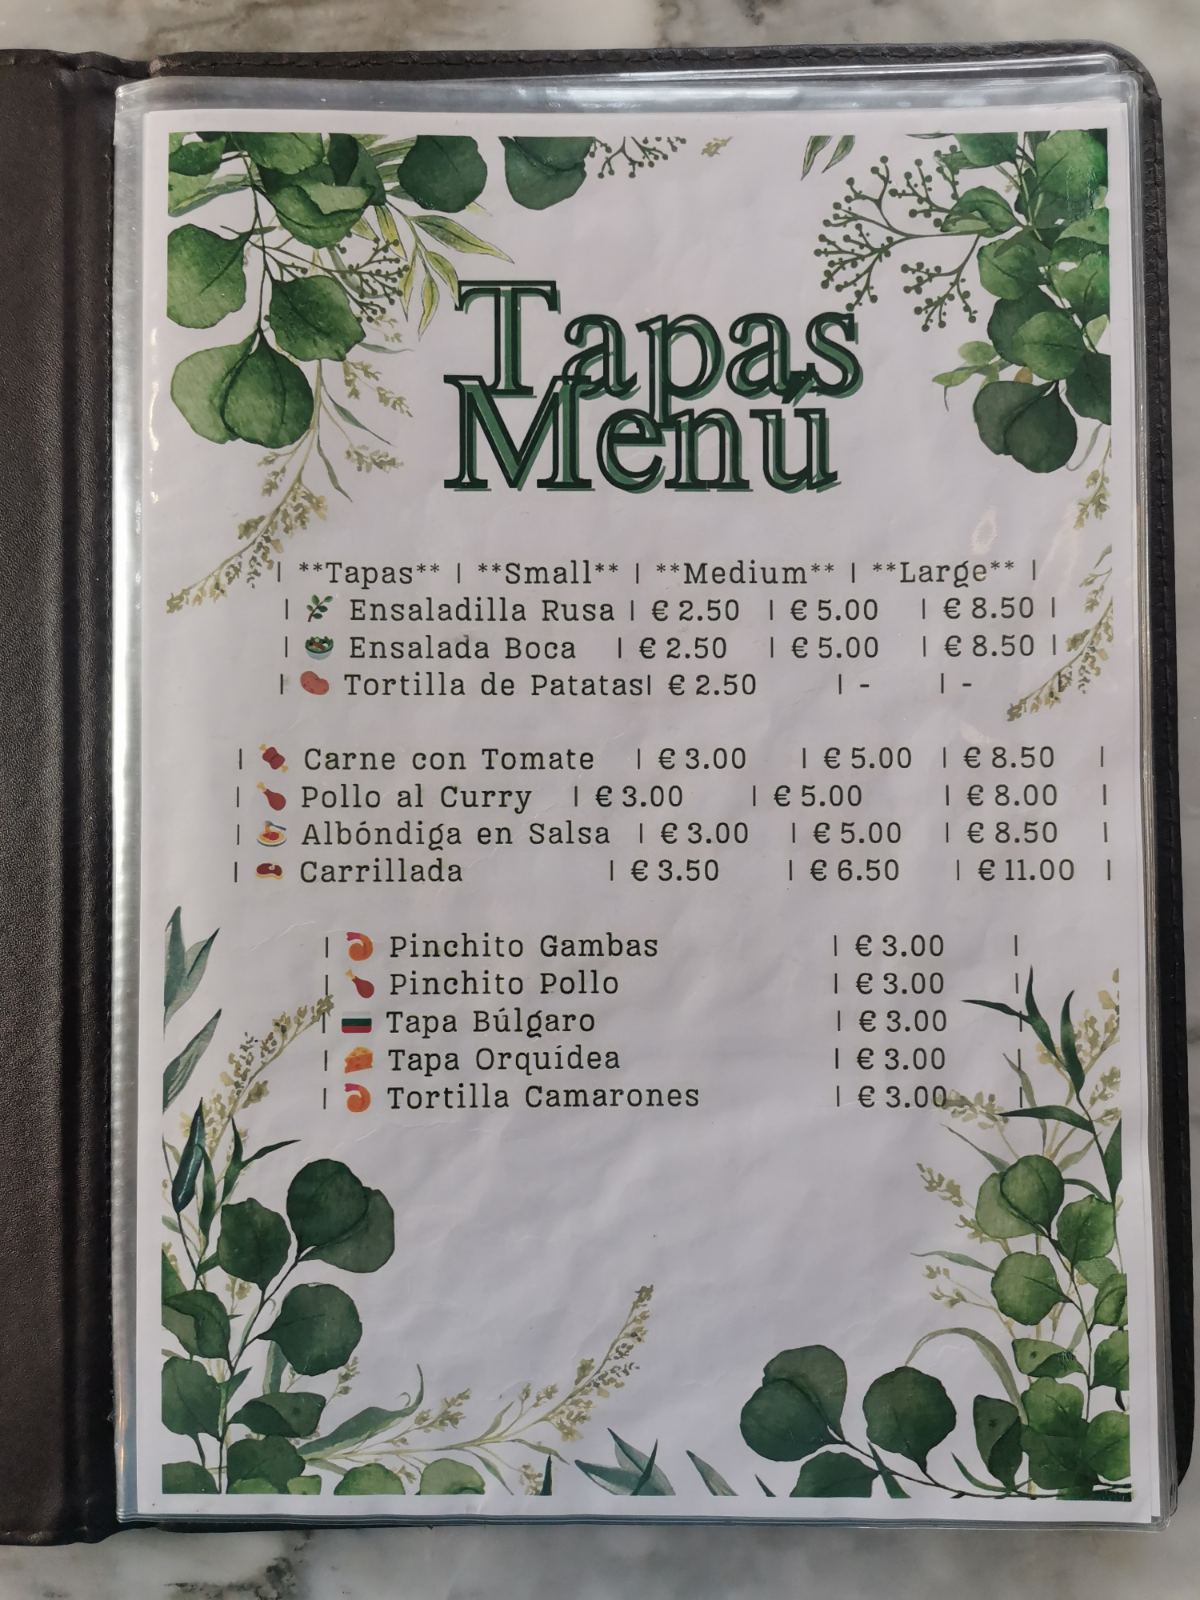 Tapas
Menú
| **Tapas** | **Small** | **Medium** | **Large** |
| 🌿 Ensaladilla Rusa | € 2.50 | € 5.00 | € 8.50 |
| 🥗 Ensalada Boca | € 2.50 | € 5.00 | € 8.50 |
| 🥔 Tortilla de Patatas| € 2.50 | - | - |
| 🍖 Carne con Tomate | € 3.00 | € 5.00 | € 8.50 |
| 🍗 Pollo al Curry | € 3.00 | € 5.00 | € 8.00 |
| 🍝 Albóndiga en Salsa | € 3.00 | € 5.00 | € 8.50 |
| 🥩 Carrillada | € 3.50 | € 6.50 | € 11.00 |
| 🍤 Pinchito Gambas | € 3.00 |
| 🍗 Pinchito Pollo | € 3.00 |
| 🇧🇬 Tapa Búlgaro | € 3.00 |
| 🧀 Tapa Orquídea | € 3.00 |
| 🍤 Tortilla Camarones | € 3.00 |